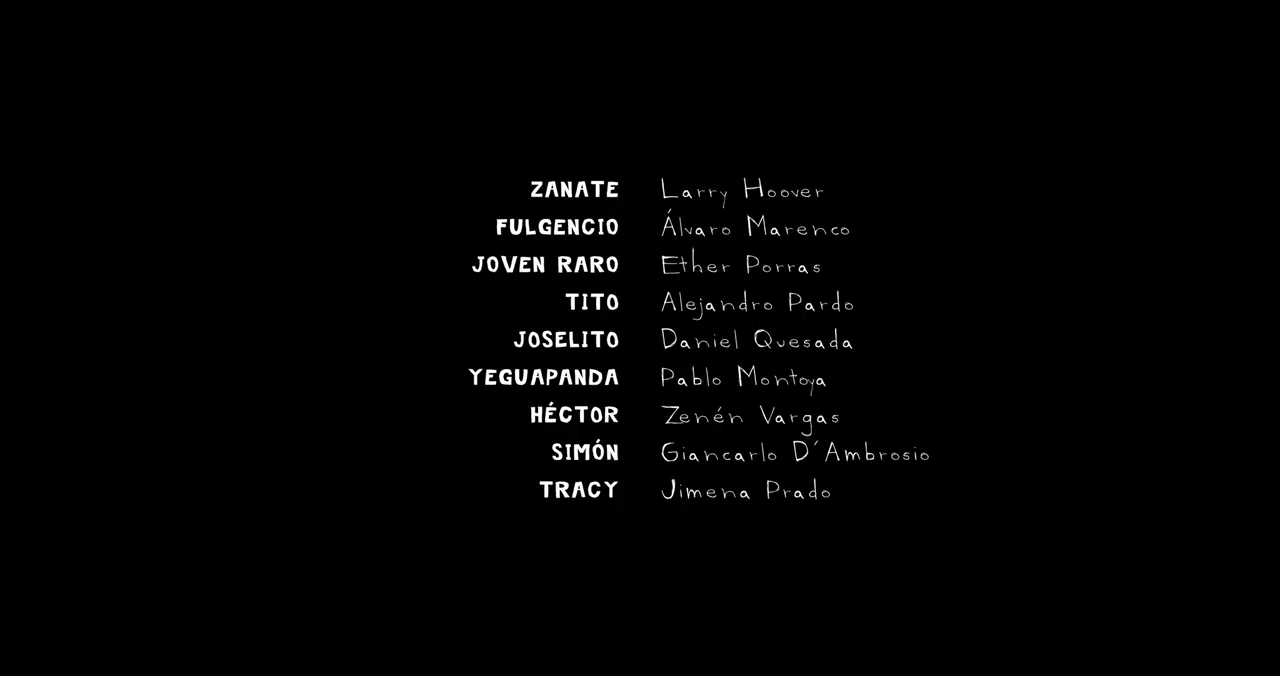 ZANATE Larry Hoover
FULGENCIO Álvaro Marenco
JOVEN RARO Ether Porras
TITO Alejandro Pardo
JOSELITO Daniel Quesada
YEGUAPANDA Pablo Montoya
HÉCTOR Zenén Vargas
SIMÓN Giancarlo D´Ambrosio
TRACY Jimena Prado